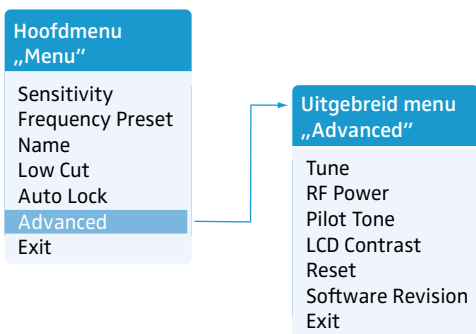 Hoofdmenu
„Menu”
Sensitivity
Frequency Preset
Name
Low Cut
Auto Lock
Advanced
Exit
Uitgebreid menu
„Advanced”
Tune
RF Power
Pilot Tone
LCD Contrast
Reset
Software Revision
Exit